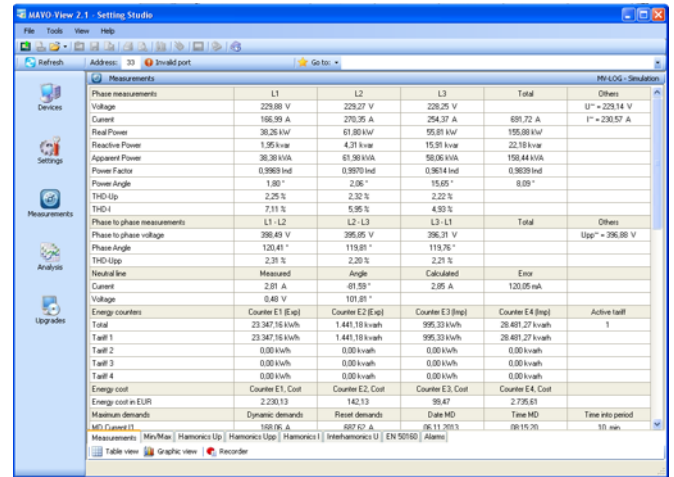 MAVO-View 2.1 - Setting Studio
File Tools View Help
Refresh Address: 33 Invalid port Go to:
Measurements MV-LOG - Simulation
Devices
Settings
Measurements
Analysis
Upgrades
Phase measurements L1 L2 L3 Total Others
Voltage 229,88 V 229,27 V 228,25 V U~ = 229,14 V
Current 166,99 A 270,35 A 254,37 A 691,72 A I~ = 230,57 A
Real Power 38,26 kW 61,80 kW 55,81 kW 155,88 kW
Reactive Power 1,95 kvar 4,31 kvar 15,91 kvar 22,18 kvar
Apparent Power 38,38 kVA 61,98 kVA 58,06 kVA 158,44 kVA
Power Factor 0,9969 Ind 0,9970 Ind 0,9614 Ind 0,9839 Ind
Power Angle 1,80 ° 2,06 ° 15,65 ° 8,09 °
THD-Up 2,25 % 2,32 % 2,22 %
THD-I 7,11 % 5,95 % 4,93 %
Phase to phase measurements L1 - L2 L2 - L3 L3 - L1 Total Others
Phase to phase voltage 398,49 V 395,85 V 396,31 V Upp~ = 396,88 V
Phase Angle 120,41 ° 119,81 ° 119,76 °
THD-Upp 2,31 % 2,20 % 2,21 %
Neutral line Measured Angle Calculated Error
Current 2,81 A -81,59 ° 2,85 A 120,05 mA
Voltage 0,48 V 101,81 °
Energy counters Counter E1 (Exp) Counter E2 (Exp) Counter E3 (Imp) Counter E4 (Imp) Active tariff
Total 23.347,16 kWh 1.441,18 kvarh 995,33 kWh 28.481,27 kvarh 1
Tariff 1 23.347,16 kWh 1.441,18 kvarh 995,33 kWh 28.481,27 kvarh
Tariff 2 0,00 kWh 0,00 kvarh 0,00 kWh 0,00 kvarh
Tariff 3 0,00 kWh 0,00 kvarh 0,00 kWh 0,00 kvarh
Tariff 4 0,00 kWh 0,00 kvarh 0,00 kWh 0,00 kvarh
Energy cost Counter E1, Cost Counter E2, Cost Counter E3, Cost Counter E4, Cost
Energy cost in EUR 2.230,13 142,13 99,47 2.735,61
Maximum demands Dynamic demands Reset demands Date MD Time MD Time into period
MD Current I1 168,06 A 687,62 A 06.11.2013 08:15:20 10 min
Measurements Min/Max Harmonics Up Harmonics Upp Harmonics I Interharmonics U EN 50160 Alarms
Table view Graphic view Recorder